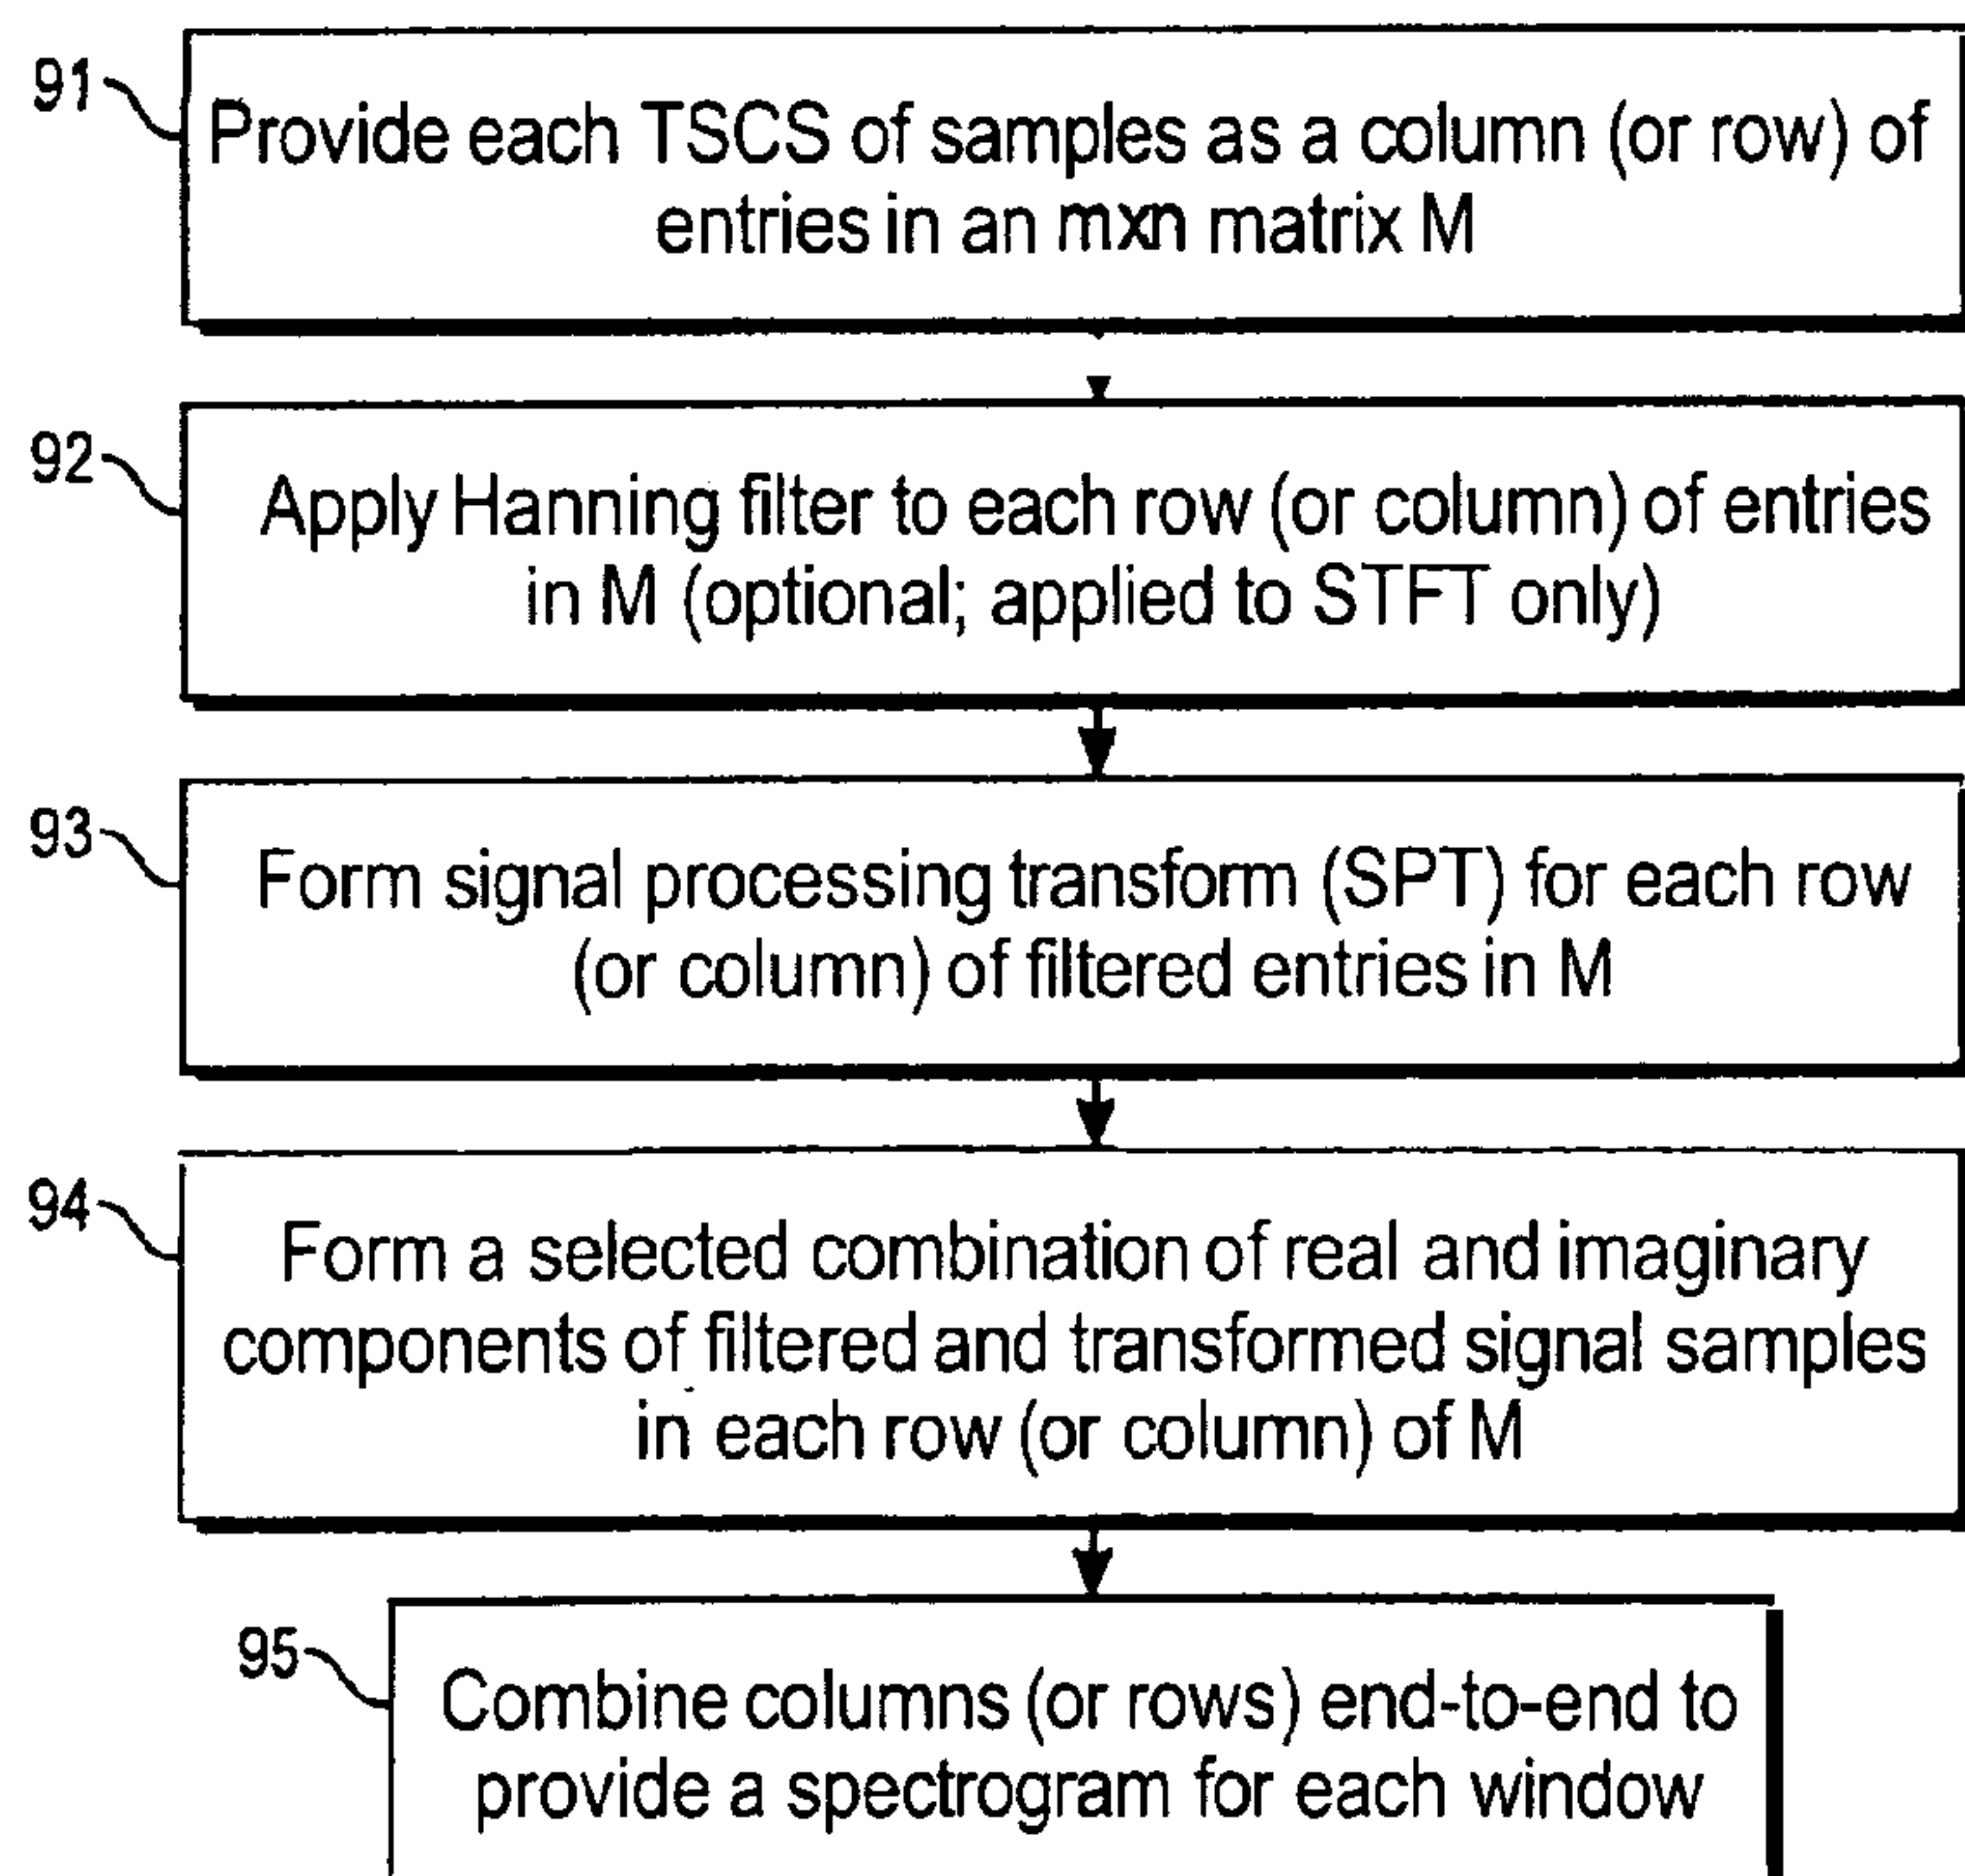 91
Provide each TSCS of samples as a column (or row) of
entries in an mxn matrix M
92
Apply Hanning filter to each row (or column) of entries
in M (optional; applied to STFT only)
93
Form signal processing transform (SPT) for each row
(or column) of filtered entries in M
94
Form a selected combination of real and imaginary
components of filtered and transformed signal samples
in each row (or column) of M
95
Combine columns (or rows) end-to-end to
provide a spectrogram for each window